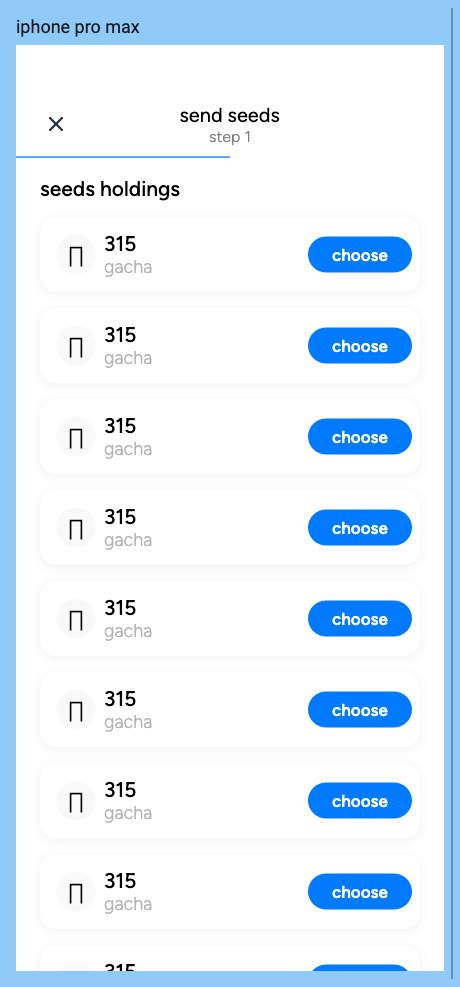 iphone pro max
send seeds
step 1
seeds holdings
∏
315
gacha
choose
∏
315
gacha
choose
∏
315
gacha
choose
∏
315
gacha
choose
∏
315
gacha
choose
∏
315
gacha
choose
∏
315
gacha
choose
∏
315
gacha
choose
315